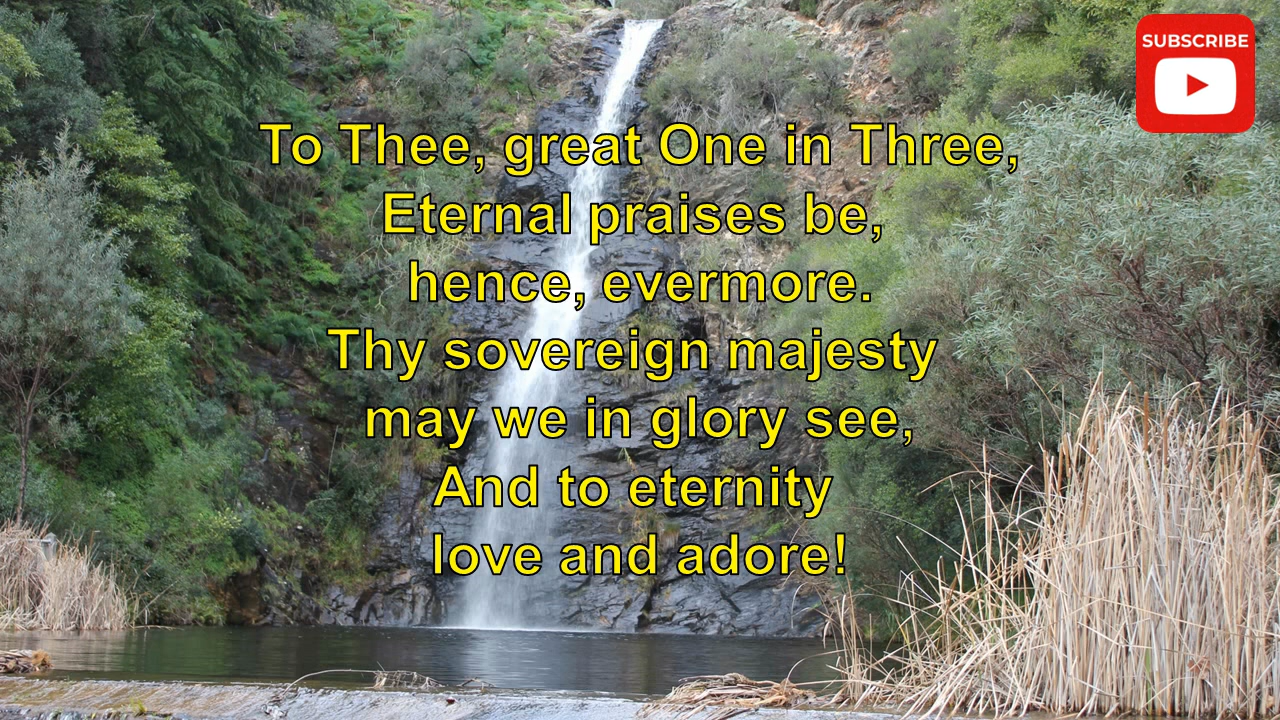 SUBSCRIBE
To Thee, great One in Three,
Eternal praises be,
hence, evermore.
Thy sovereign majesty
may we in glory see,
And to eternity
love and adore!